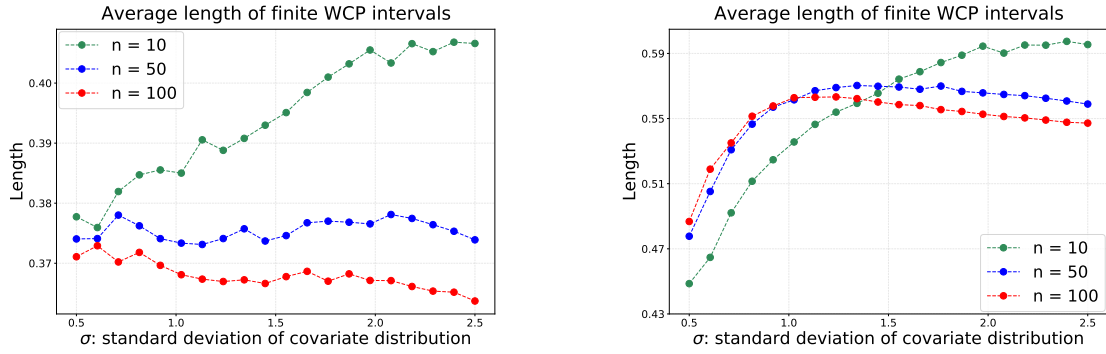 Average length of finite WCP intervals
n = 10
n = 50
n = 100
Length
0.40
0.39
0.38
0.37
0.5
1.0
1.5
2.0
2.5
σ: standard deviation of covariate distribution
Average length of finite WCP intervals
Length
0.59
0.55
0.51
0.47
0.43
n = 10
n = 50
n = 100
0.5
1.0
1.5
2.0
2.5
σ: standard deviation of covariate distribution